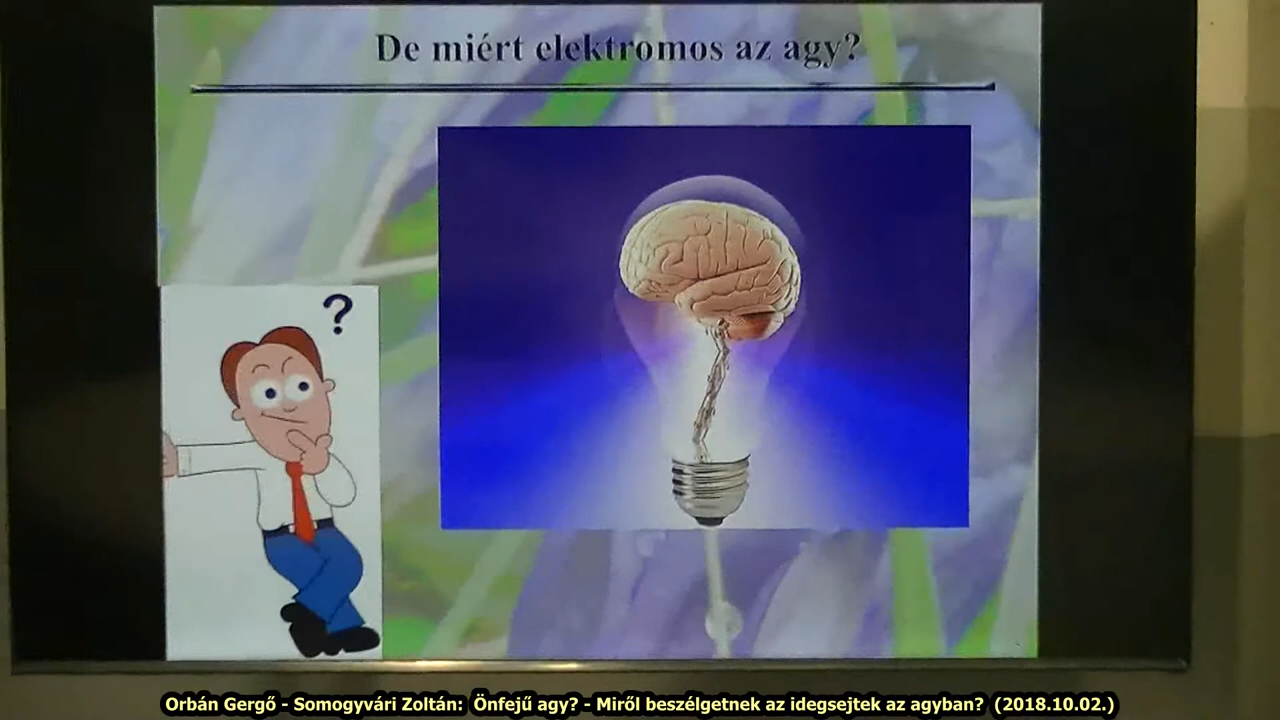 De miért elektromos az agy?
?
Orbán Gergő - Somogyvári Zoltán:  Önfejű agy? - Miről beszélgetnek az idegsejtek az agyban?  (2018.10.02.)